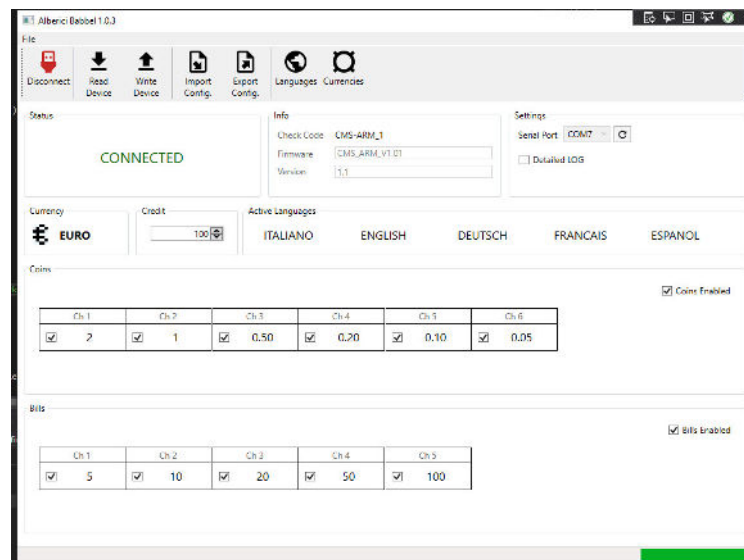 Alberici Babbel 1.0.3
File
Disconnect Read Device Write Device Import Config. Export Config. Languages Currencies
Status
CONNECTED
Info
Check Code CMS-ARM_1
Firmware CMS_ARM_V1.01
Version 1.1
Settings
Serial Port COM7
Detailed LOG
Currency
€ EURO
Credit
100
Active Languages
ITALIANO ENGLISH DEUTSCH FRANCAIS ESPANOL
Coins
Coins Enabled
Ch 1 Ch 2 Ch 3 Ch 4 Ch 5 Ch 6
2 1 0.50 0.20 0.10 0.05
Bills
Bills Enabled
Ch 1 Ch 2 Ch 3 Ch 4 Ch 5
5 10 20 50 100